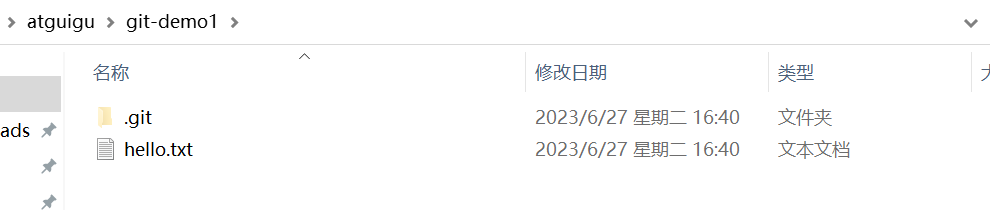 atguigu git-demo1
名称 修改日期 类型
.git 2023/6/27 星期二 16:40 文件夹
ads hello.txt 2023/6/27 星期二 16:40 文本文档